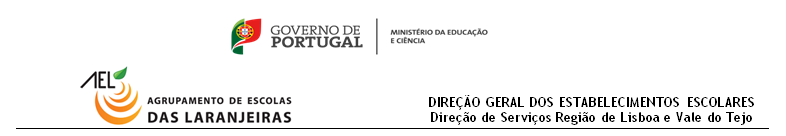 GOVERNO DE
PORTUGAL
MINISTÉRIO DA EDUCAÇÃO
E CIÊNCIA
AEL
AGRUPAMENTO DE ESCOLAS
DAS LARANJEIRAS
DIREÇÃO GERAL DOS ESTABELECIMENTOS ESCOLARES
Direção de Serviços Região de Lisboa e Vale do Tejo